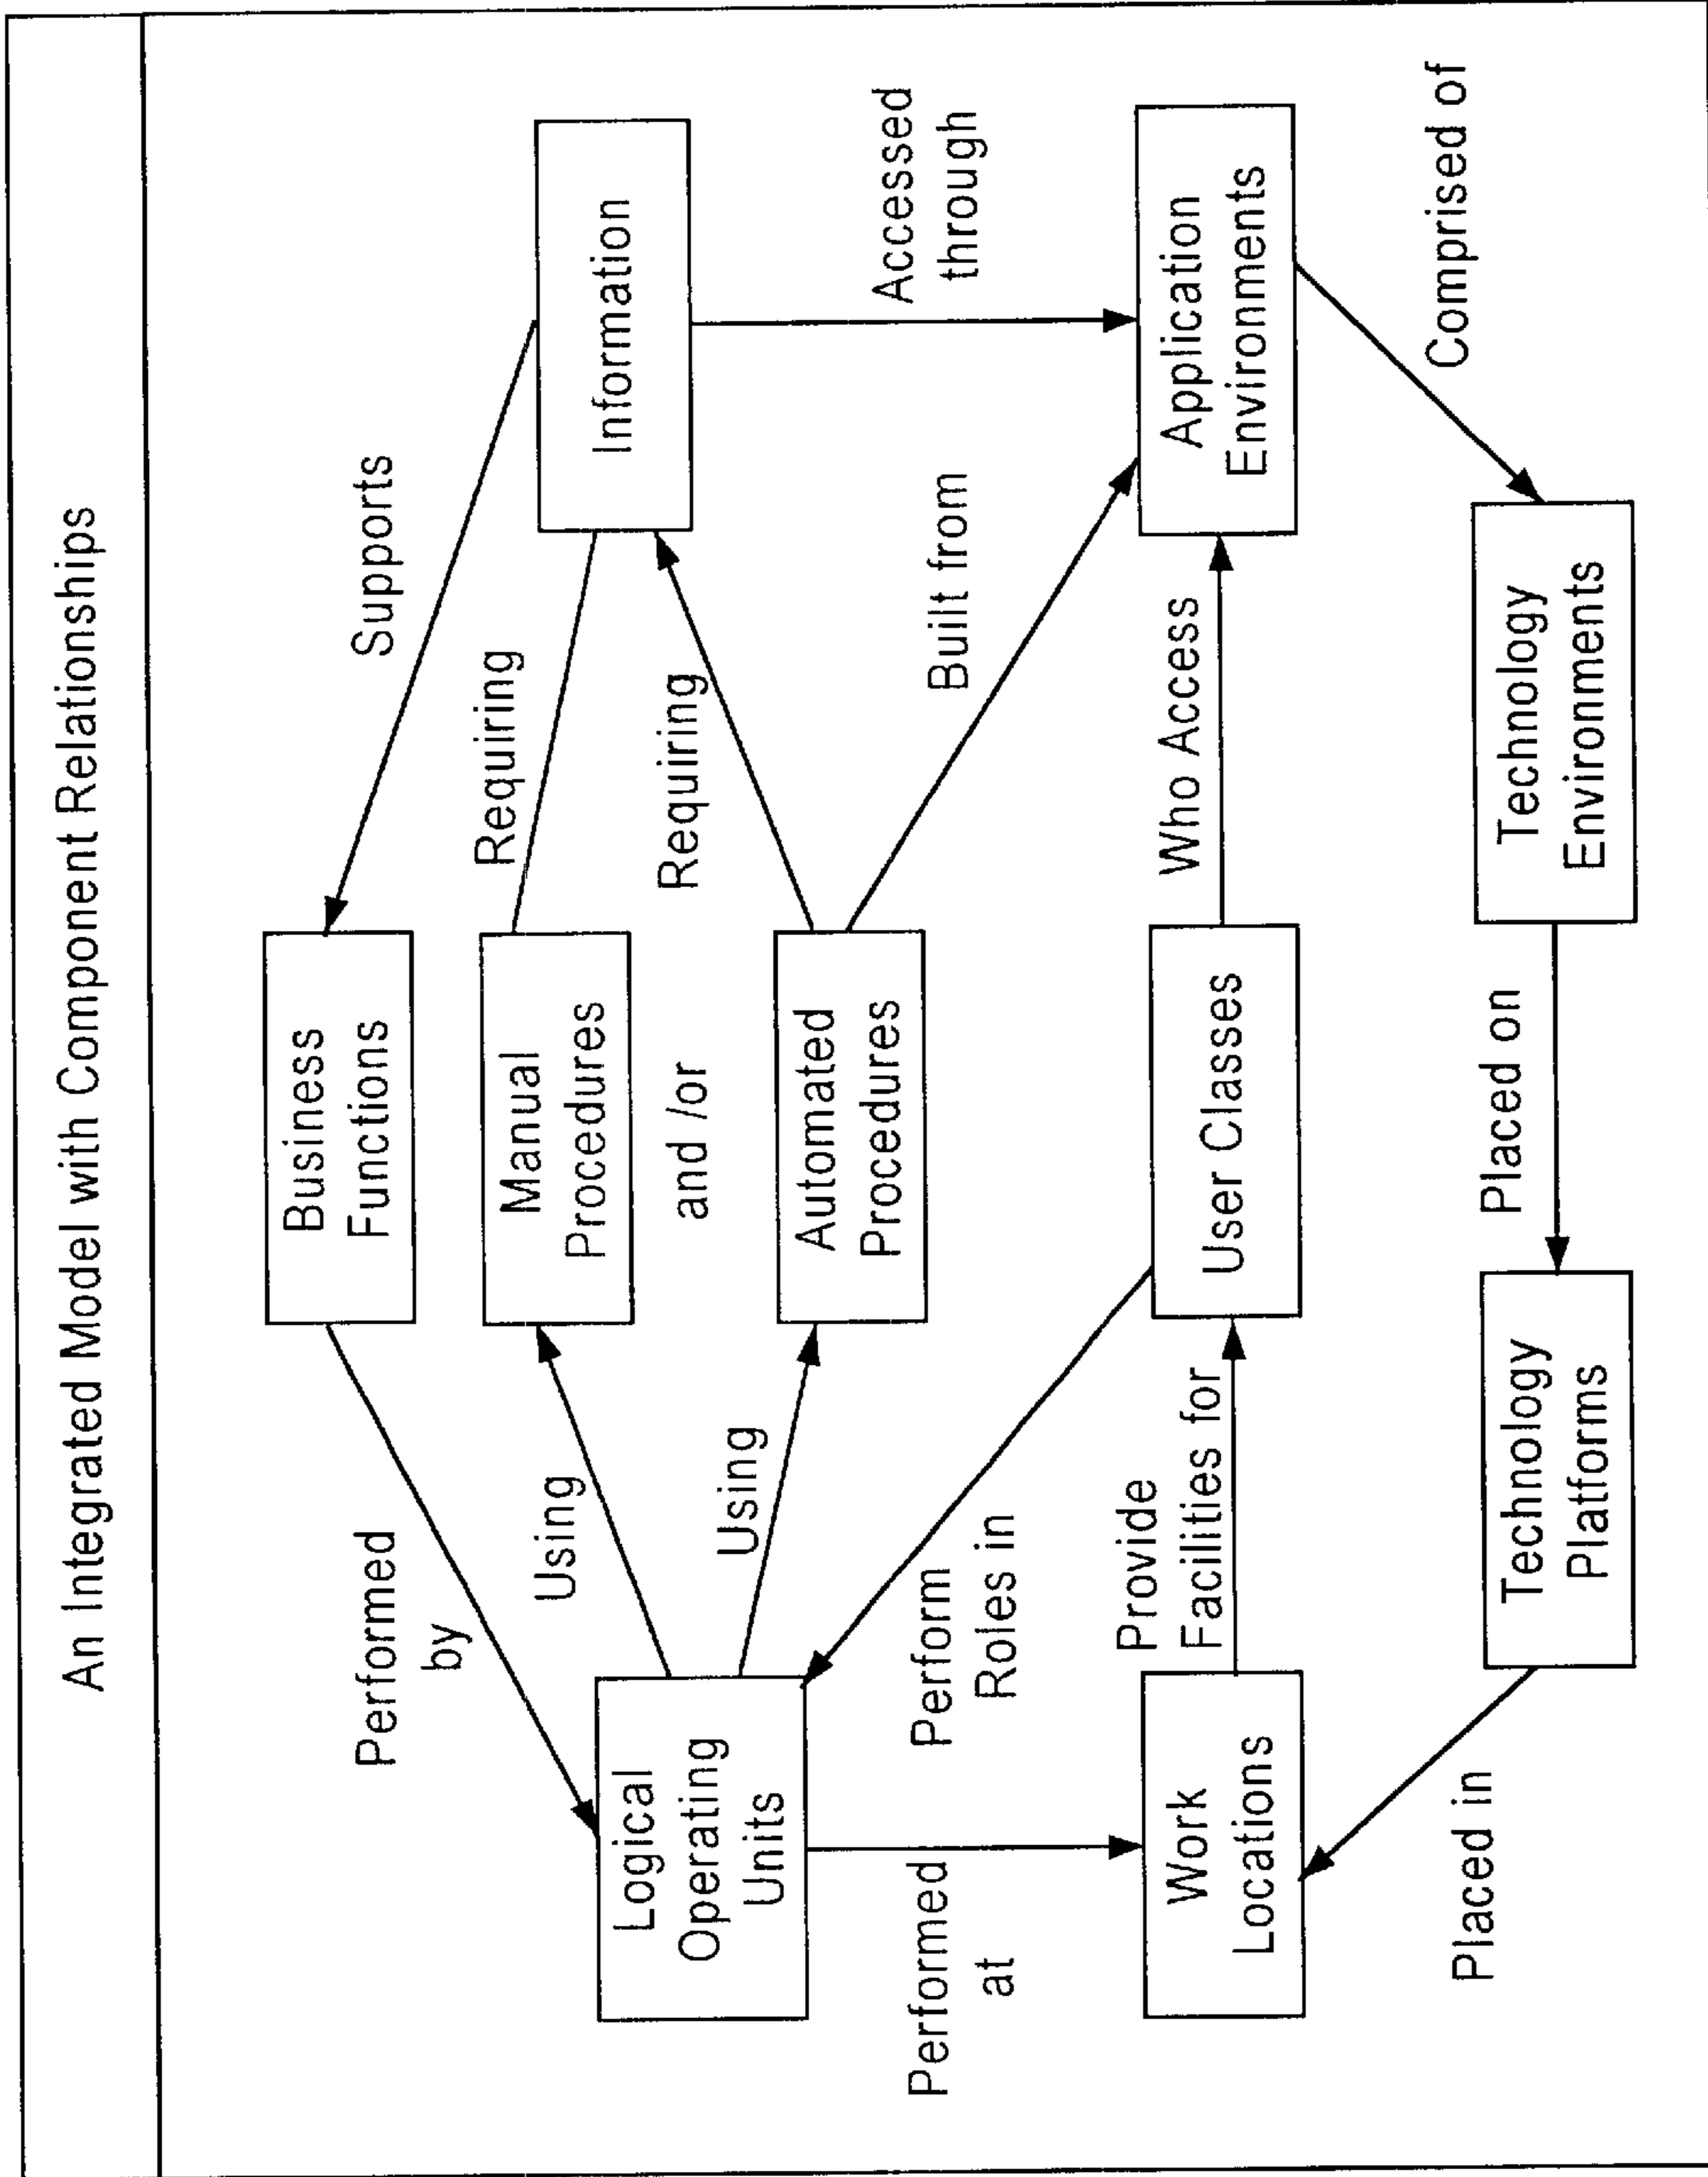 An Integrated Model with Component Relationships
Business
Functions
Performed
by
Supports
Manual
Procedures
Using
Requiring
and /or
Logical
Operating
Units
Information
Using
Requiring
Automated
Procedures
Performed
at
Perform
Roles in
Built from
Accessed
through
Work
Locations
Provide
Facilities for
User Classes
Who Access
Application
Environments
Placed in
Technology
Platforms
Placed on
Technology
Environments
Comprised of